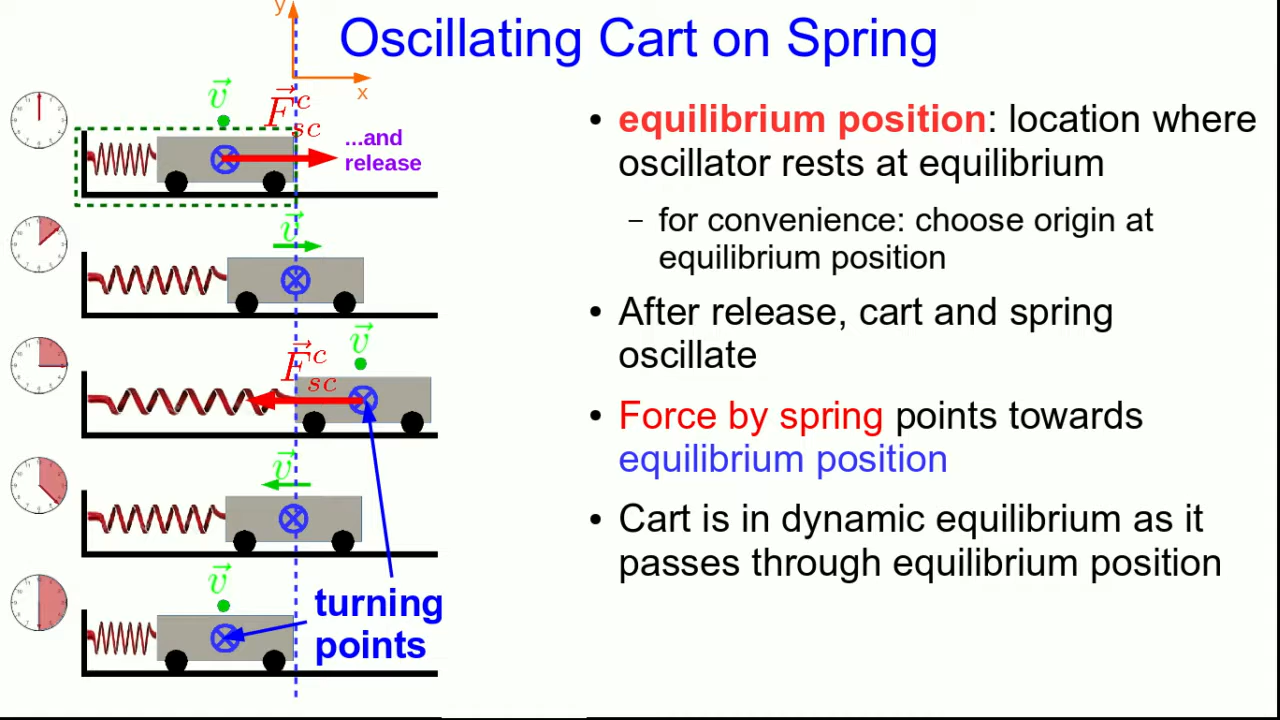 Oscillating Cart on Spring
y
x
v⃗
F⃗ᶜ_sc
...and
release
v⃗
v⃗
F⃗ᶜ_sc
v⃗
v⃗
turning
points
• equilibrium position: location where
oscillator rests at equilibrium
– for convenience: choose origin at
equilibrium position
• After release, cart and spring
oscillate
• Force by spring points towards
equilibrium position
• Cart is in dynamic equilibrium as it
passes through equilibrium position